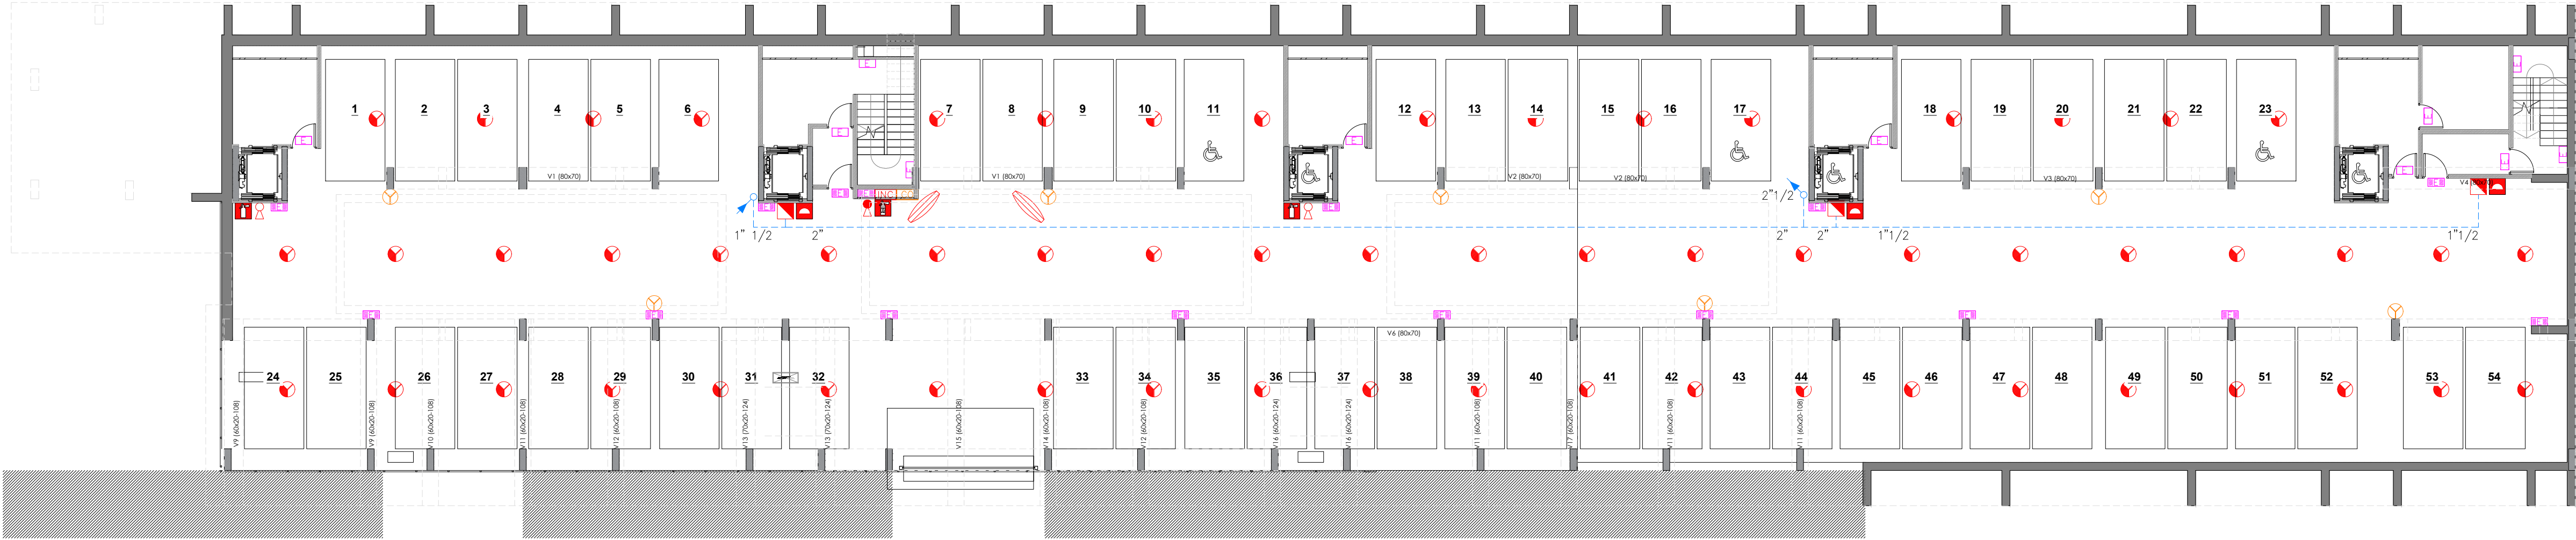 1 2 3 4 5 6 7 8 9 10 11 12 13 14 15 16 17 18 19 20 21 22 23
V1 (80x70) V1 (80x70) V2 (80x70) V2 (80x70) V3 (80x70)
INC CO
2"1/2
1" 1/2 2" 2" 2" 1"1/2 1"1/2
V6 (80x70)
24 25 26 27 28 29 30 31 32 33 34 35 36 37 38 39 40 41 42 43 44 45 46 47 48 49 50 51 52 53 54
V9 (60x20-108)
V9 (60x20-108)
V10 (60x20-108)
V11 (60x20-108)
V12 (60x20-108)
V13 (70x20-124)
V13 (70x20-124)
V15 (60x20-108)
V14 (60x20-108)
V12 (60x20-108)
V16 (60x20-124)
V16 (60x20-124)
V11 (60x20-108)
V17 (60x20-108)
V11 (60x20-108)
V11 (60x20-108)